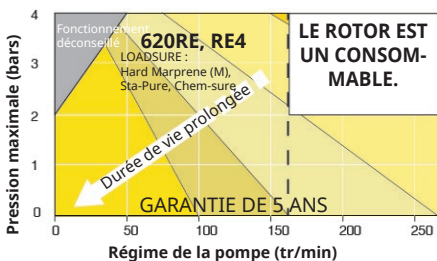 Pression maximale (bars)
4
3
2
1
0
Fonctionnement
déconseillé
620RE, RE4
LOADSURE :
Hard Marprene (M),
Sta-Pure, Chem-sure
LE ROTOR EST
UN CONSOM-
MABLE.
Durée de vie prolongée
GARANTIE DE 5 ANS
0
50
100
150
200
250
Régime de la pompe (tr/min)